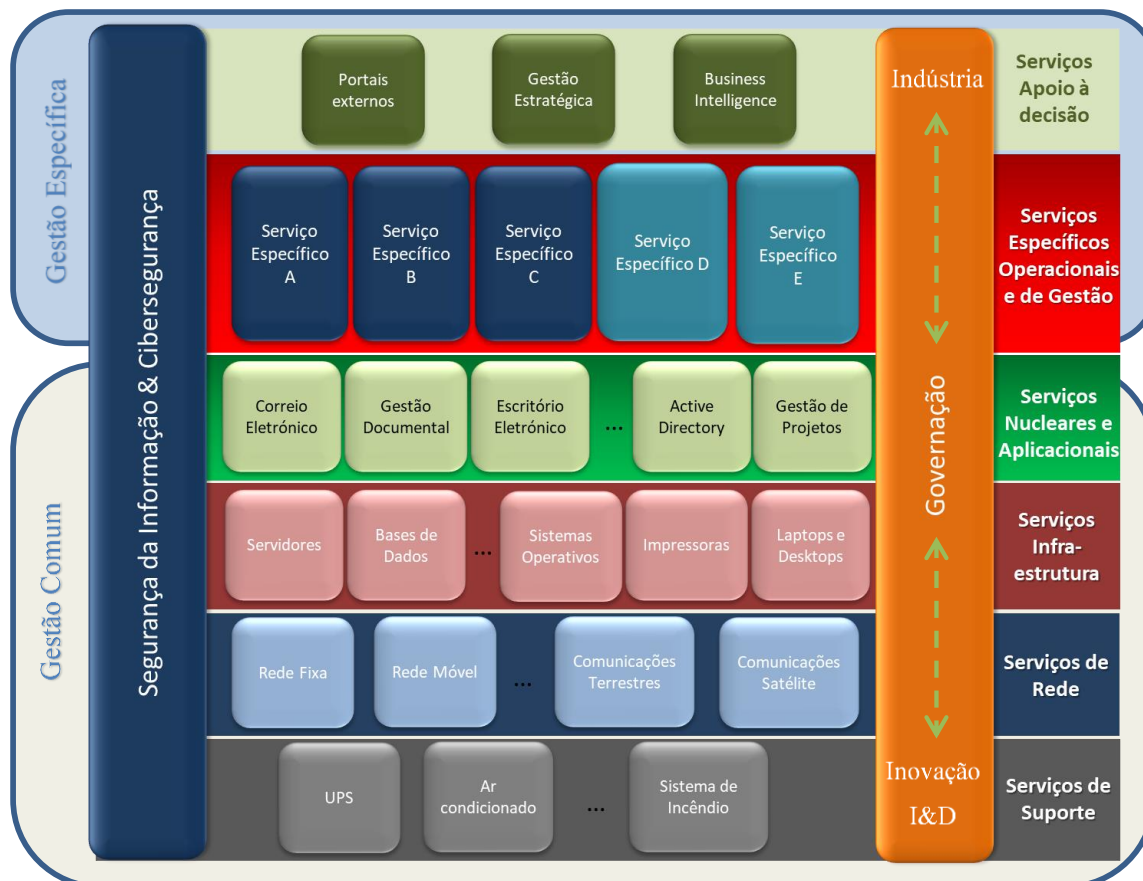 Gestão Específica
Gestão Comum
Segurança da Informação & Cibersegurança
Portais
externos
Gestão
Estratégica
Business
Intelligence
Serviços
Apoio à
decisão
Serviço
Específico
A
Serviço
Específico
B
Serviço
Específico
C
Serviço
Específico D
Serviço
Específico
E
Serviços
Específicos
Operacionais
e de Gestão
Correio
Eletrónico
Gestão
Documental
Escritório
Eletrónico
...
Active
Directory
Gestão de
Projetos
Serviços
Nucleares e
Aplicacionais
Servidores
Bases de
Dados
...
Sistemas
Operativos
Impressoras
Laptops e
Desktops
Serviços
Infra-
estrutura
Rede Fixa
Rede Móvel
...
Comunicações
Terrestres
Comunicações
Satélite
Serviços de
Rede
UPS
Ar
condicionado
...
Sistema de
Incêndio
Serviços de
Suporte
Indústria
Governação
Inovação
I&D